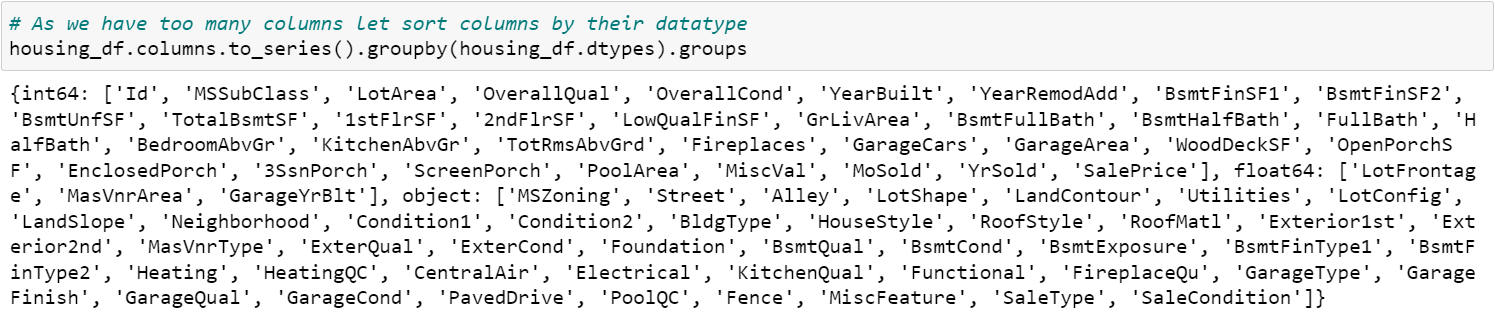 # As we have too many columns let sort columns by their datatype
housing_df.columns.to_series().groupby(housing_df.dtypes).groups
{int64: ['Id', 'MSSubClass', 'LotArea', 'OverallQual', 'OverallCond', 'YearBuilt', 'YearRemodAdd', 'BsmtFinSF1', 'BsmtFinSF2',
'BsmtUnfSF', 'TotalBsmtSF', '1stFlrSF', '2ndFlrSF', 'LowQualFinSF', 'GrLivArea', 'BsmtFullBath', 'BsmtHalfBath', 'FullBath', 'H
alfBath', 'BedroomAbvGr', 'KitchenAbvGr', 'TotRmsAbvGrd', 'Fireplaces', 'GarageCars', 'GarageArea', 'WoodDeckSF', 'OpenPorchS
F', 'EnclosedPorch', '3SsnPorch', 'ScreenPorch', 'PoolArea', 'MiscVal', 'MoSold', 'YrSold', 'SalePrice'], float64: ['LotFrontag
e', 'MasVnrArea', 'GarageYrBlt'], object: ['MSZoning', 'Street', 'Alley', 'LotShape', 'LandContour', 'Utilities', 'LotConfig',
'LandSlope', 'Neighborhood', 'Condition1', 'Condition2', 'BldgType', 'HouseStyle', 'RoofStyle', 'RoofMatl', 'Exterior1st', 'Ext
erior2nd', 'MasVnrType', 'ExterQual', 'ExterCond', 'Foundation', 'BsmtQual', 'BsmtCond', 'BsmtExposure', 'BsmtFinType1', 'BsmtF
inType2', 'Heating', 'HeatingQC', 'CentralAir', 'Electrical', 'KitchenQual', 'Functional', 'FireplaceQu', 'GarageType', 'Garage
Finish', 'GarageQual', 'GarageCond', 'PavedDrive', 'PoolQC', 'Fence', 'MiscFeature', 'SaleType', 'SaleCondition']}